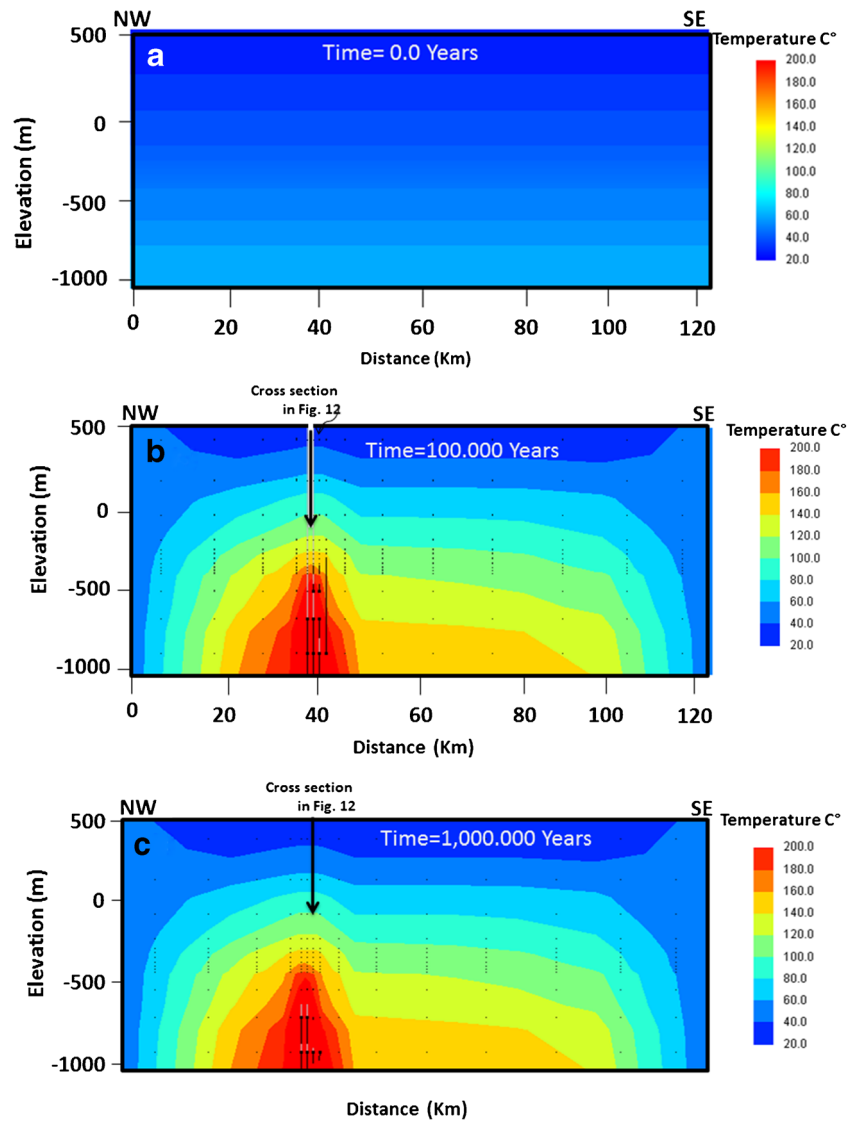 NW SE
500 a Time= 0.0 Years Temperature C°
200.0
180.0
160.0
140.0
120.0
100.0
80.0
60.0
40.0
20.0
0
-500
-1000
Elevation (m)
0 20 40 60 80 100 120
Distance (Km)
Cross section
in Fig. 12
NW SE
500 b Time=100.000 Years Temperature C°
200.0
180.0
160.0
140.0
120.0
100.0
80.0
60.0
40.0
20.0
0
-500
-1000
Elevation (m)
0 20 40 60 80 100 120
Distance (Km)
Cross section
in Fig. 12
NW SE
500 c Time=1,000.000 Years Temperature C°
200.0
180.0
160.0
140.0
120.0
100.0
80.0
60.0
40.0
20.0
0
-500
-1000
Elevation (m)
Distance (Km)